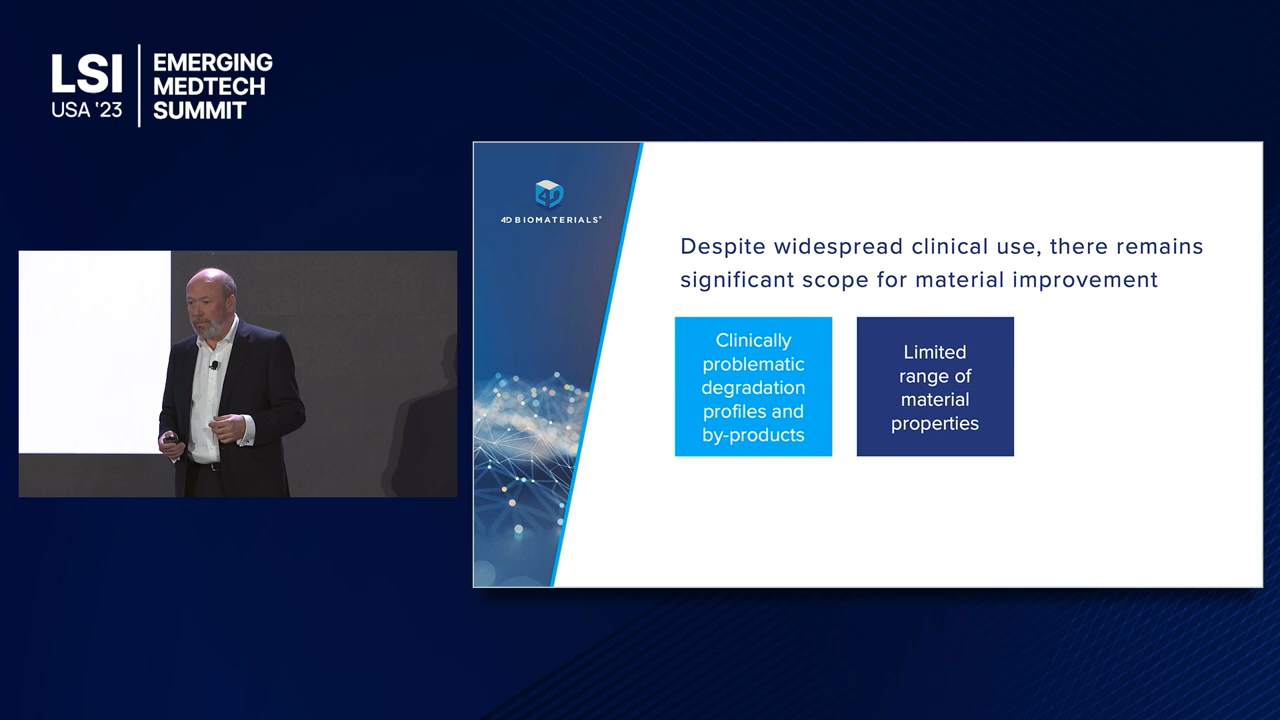 LSI
USA '23
EMERGING
MEDTECH
SUMMIT
4D
4DBIOMATERIALS®
Despite widespread clinical use, there remains
significant scope for material improvement
Clinically
problematic
degradation
profiles and
by-products
Limited
range of
material
properties